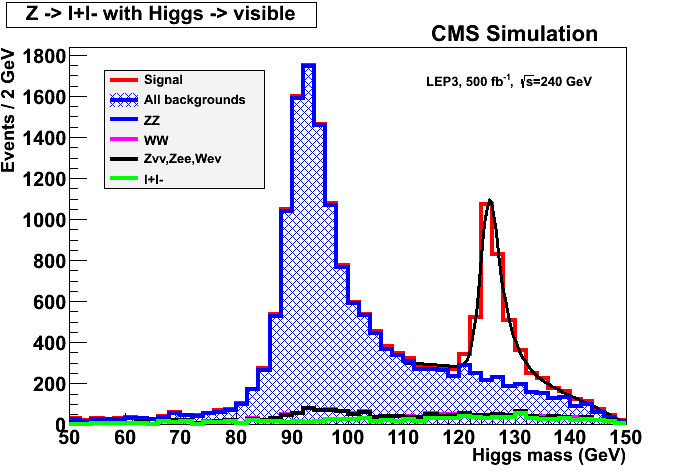 Z -> l+l- with Higgs -> visible
CMS Simulation
LEP3, 500 fb⁻¹, √s=240 GeV
Signal
All backgrounds
ZZ
WW
Zνν,Zee,Weν
l+l-
Events / 2 GeV
1800
1600
1400
1200
1000
800
600
400
200
0
50 60 70 80 90 100 110 120 130 140 150
Higgs mass (GeV)